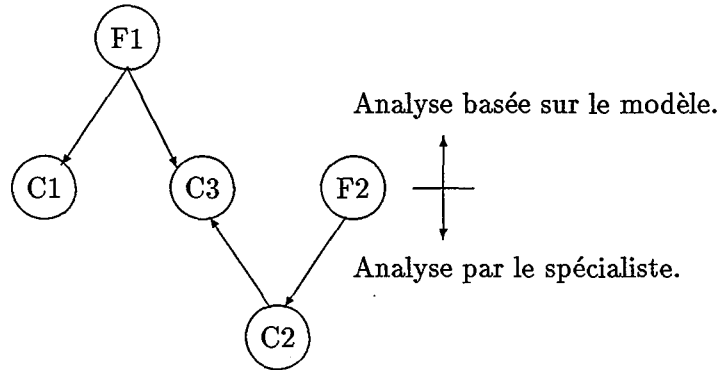 F1
Analyse basée sur le modèle.
C1
C3
F2
Analyse par le spécialiste.
C2